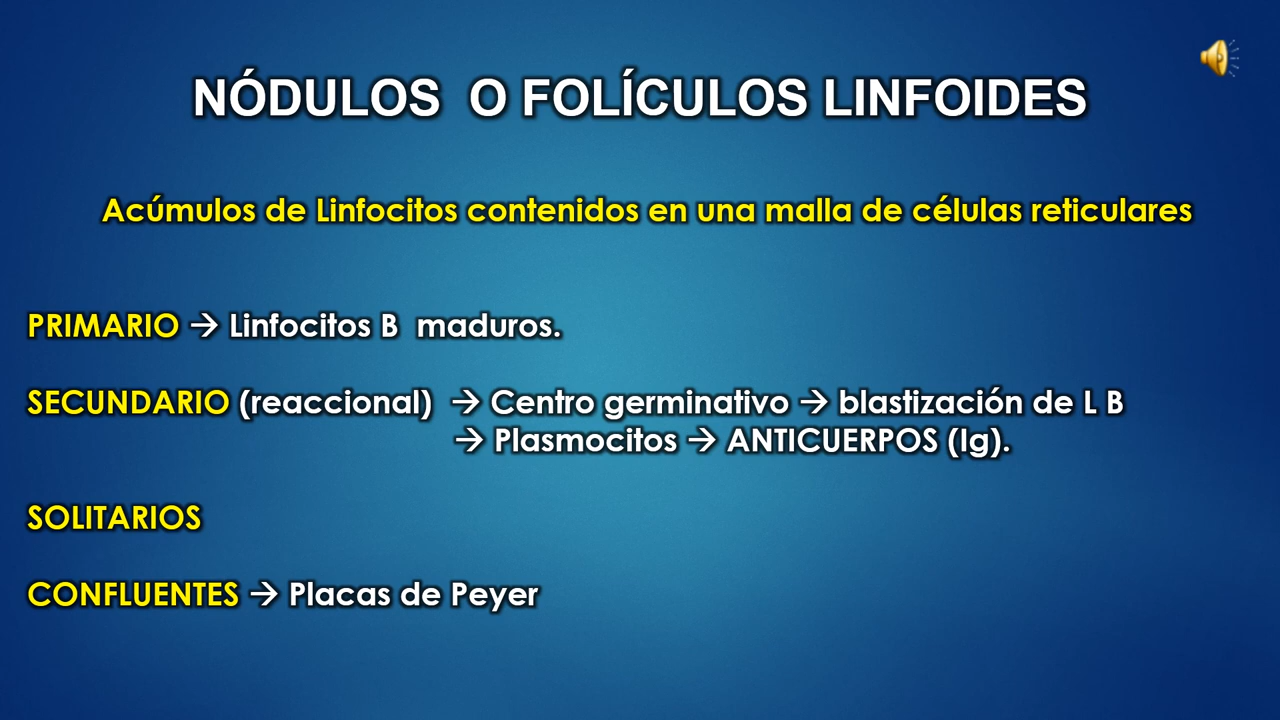 NÓDULOS O FOLÍCULOS LINFOIDES
Acúmulos de Linfocitos contenidos en una malla de células reticulares
PRIMARIO → Linfocitos B maduros.
SECUNDARIO (reaccional) → Centro germinativo → blastización de L B
→ Plasmocitos → ANTICUERPOS (Ig).
SOLITARIOS
CONFLUENTES → Placas de Peyer